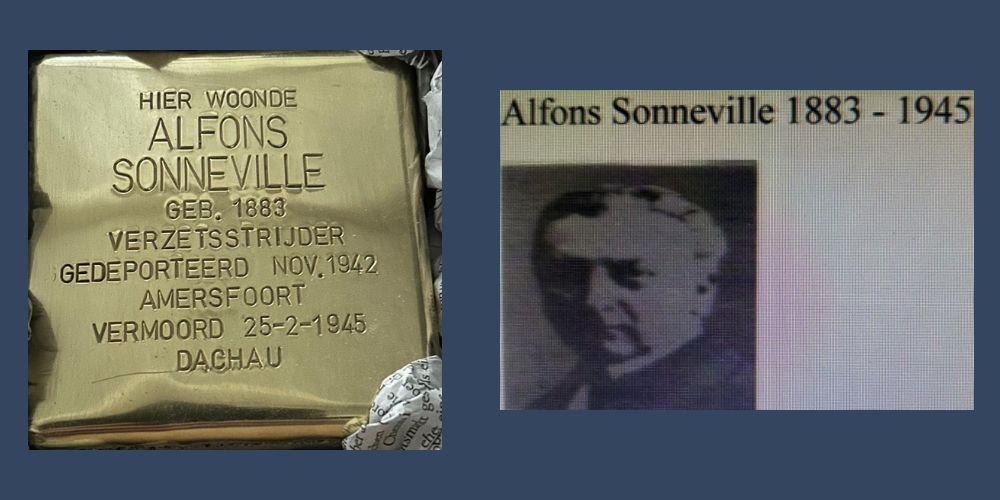 HIER WOONDE
ALFONS
SONNEVILLE
GEB. 1883
VERZETSSTRIJDER
GEDEPORTEERD NOV. 1942
AMERSFOORT
VERMOORD 25-2-1945
DACHAU
Alfons Sonneville 1883 - 1945